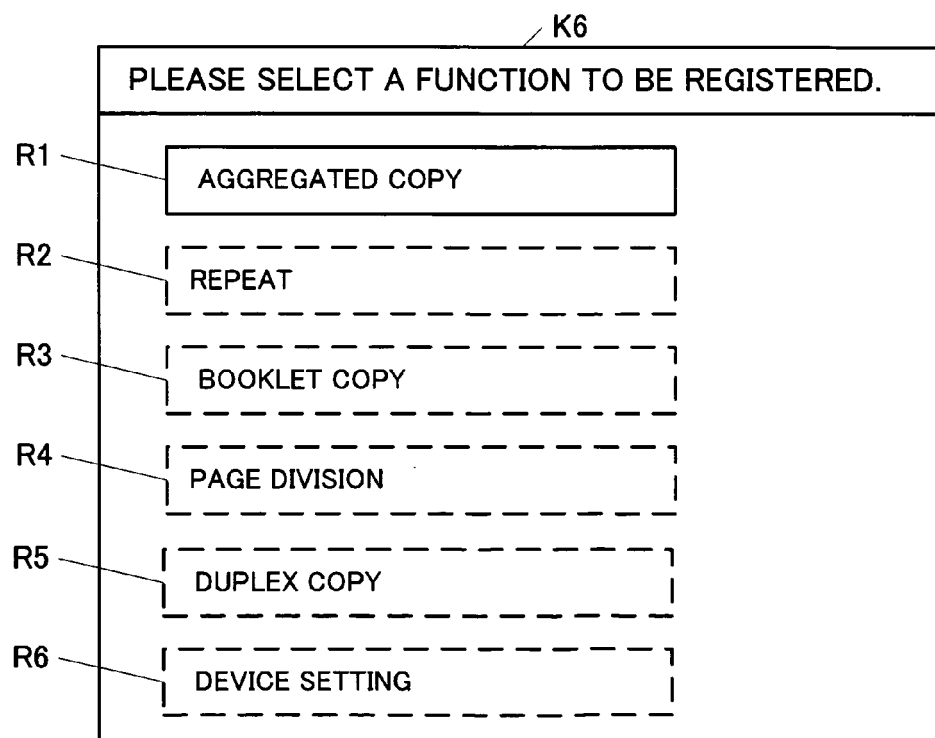 K6
PLEASE SELECT A FUNCTION TO BE REGISTERED.
R1
AGGREGATED COPY
R2
REPEAT
R3
BOOKLET COPY
R4
PAGE DIVISION
R5
DUPLEX COPY
R6
DEVICE SETTING